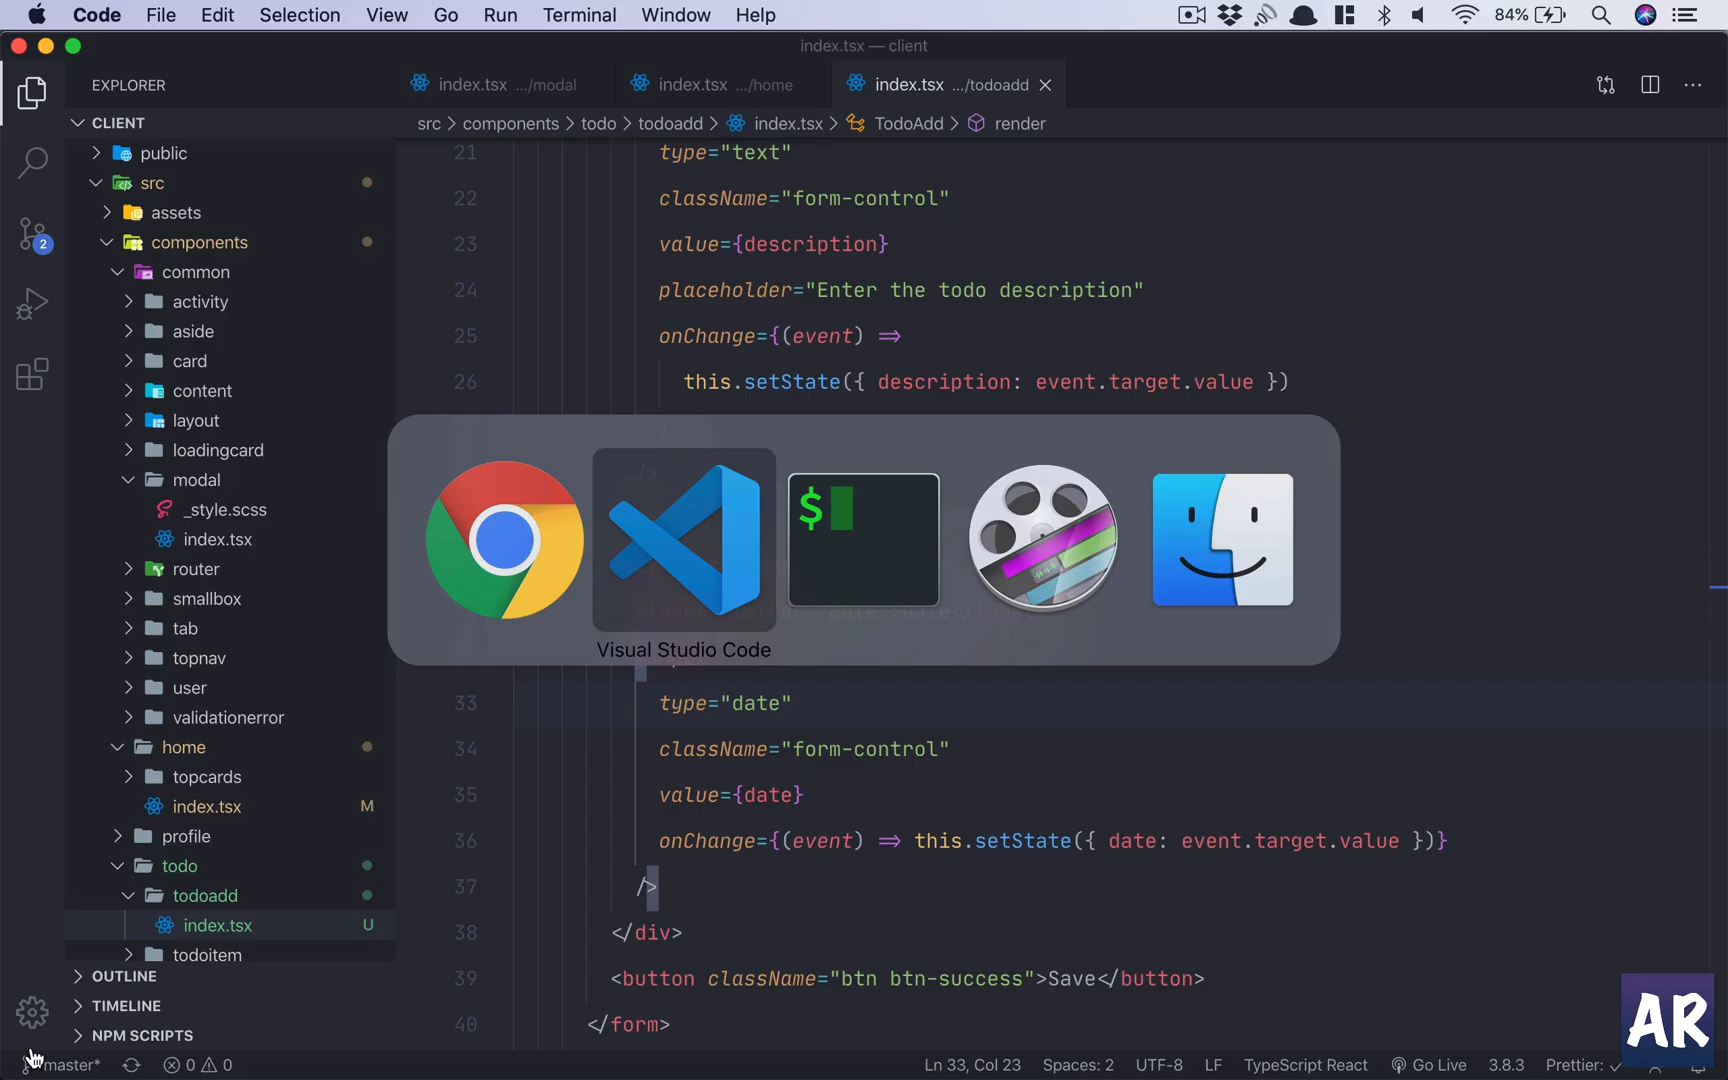 Code File Edit Selection View Go Run Terminal Window Help 84%
index.tsx — client
EXPLORER
index.tsx .../modal
index.tsx .../home
index.tsx .../todoadd
CLIENT
src > components > todo > todoadd > index.tsx > TodoAdd > render
public
src
assets
components
common
activity
aside
card
content
layout
loadingcard
modal
_style.scss
index.tsx
router
smallbox
tab
topnav
user
validationerror
home
topcards
index.tsx M
profile
todo
todoadd
index.tsx U
todoitem
OUTLINE
TIMELINE
NPM SCRIPTS
2
21 type="text"
22 className="form-control"
23 value={description}
24 placeholder="Enter the todo description"
25 onChange={(event) =>
26 this.setState({ description: event.target.value })
$
Visual Studio Code
33 type="date"
34 className="form-control"
35 value={date}
36 onChange={(event) => this.setState({ date: event.target.value })}
37 />
38 </div>
39 <button className="btn btn-success">Save</button>
40 </form>
AR
master* 0 0 Ln 33, Col 23 Spaces: 2 UTF-8 LF TypeScript React Go Live 3.8.3 Prettier: ✓